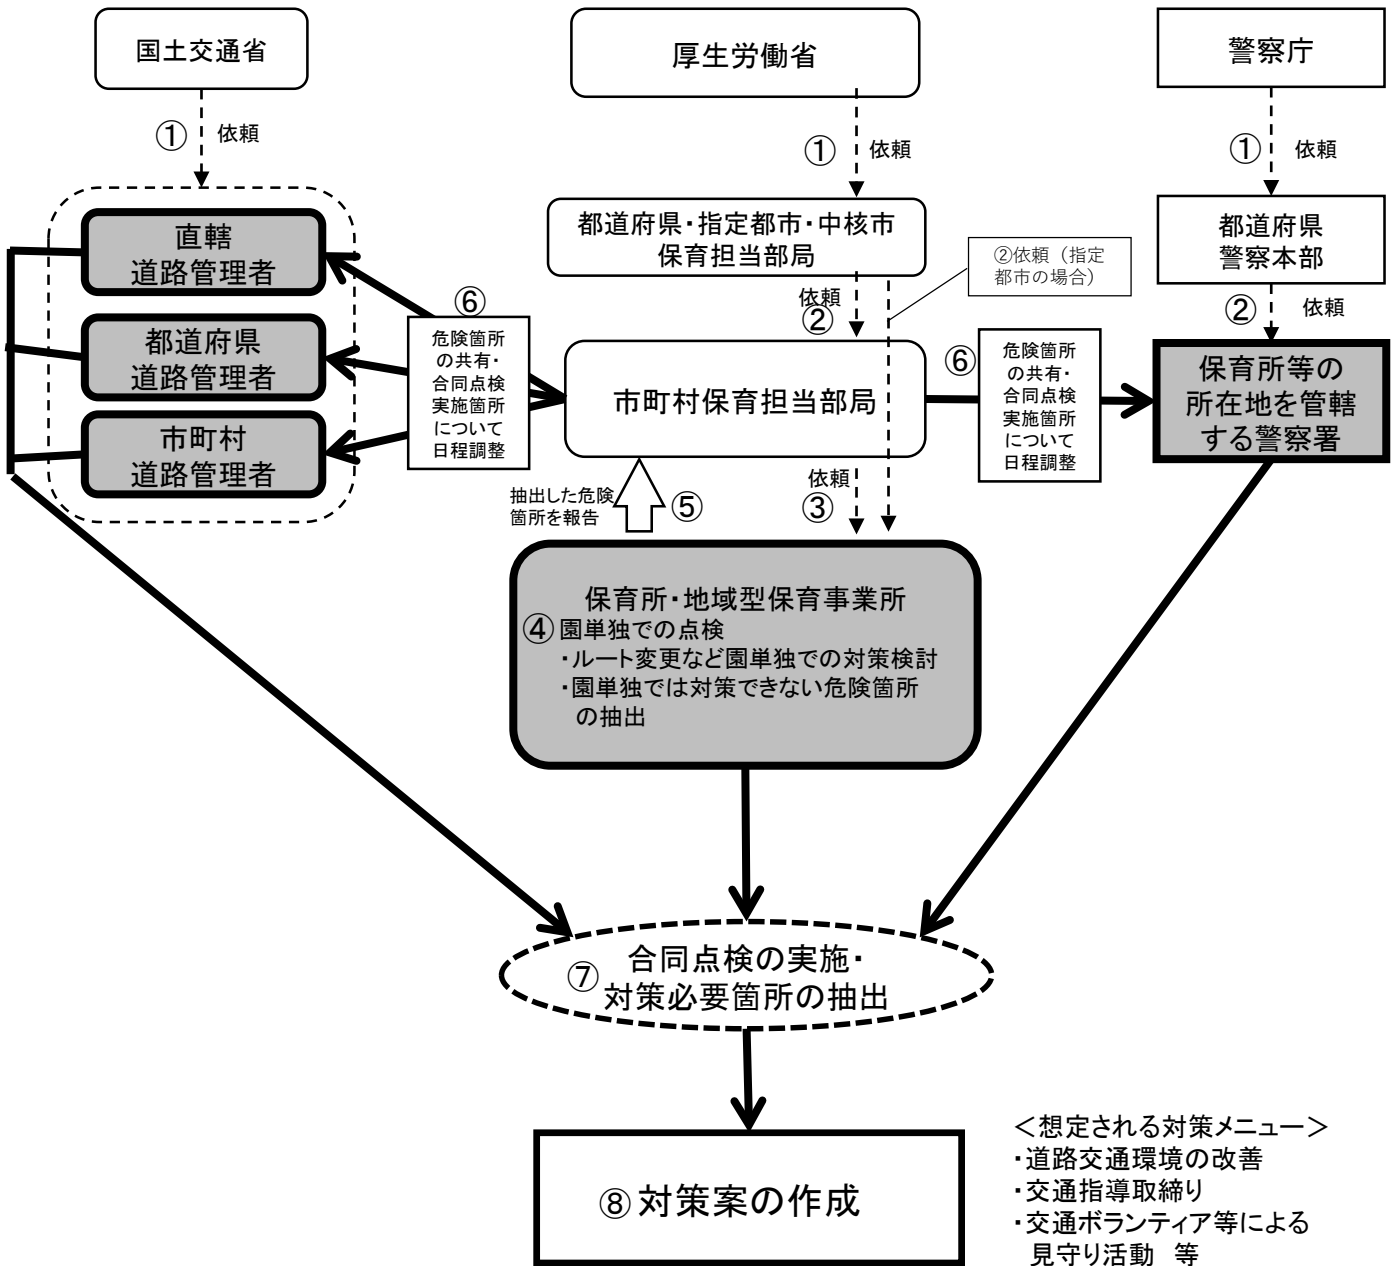 国土交通省
厚生労働省
警察庁
①
依頼
①
依頼
①
依頼
直轄
道路管理者
都道府県・指定都市・中核市
保育担当部局
②依頼（指定
都市の場合）
都道府県
警察本部
依頼
②
②
依頼
⑥
危険箇所
の共有・
合同点検
実施箇所
について
日程調整
都道府県
道路管理者
市町村
道路管理者
市町村保育担当部局
⑥
危険箇所
の共有・
合同点検
実施箇所
について
日程調整
保育所等の
所在地を管轄
する警察署
抽出した危険
箇所を報告
⑤
依頼
③
保育所・地域型保育事業所
④園単独での点検
・ルート変更など園単独での対策検討
・園単独では対策できない危険箇所
の抽出
⑦
合同点検の実施・
対策必要箇所の抽出
⑧対策案の作成
＜想定される対策メニュー＞
・道路交通環境の改善
・交通指導取締り
・交通ボランティア等による
見守り活動　等